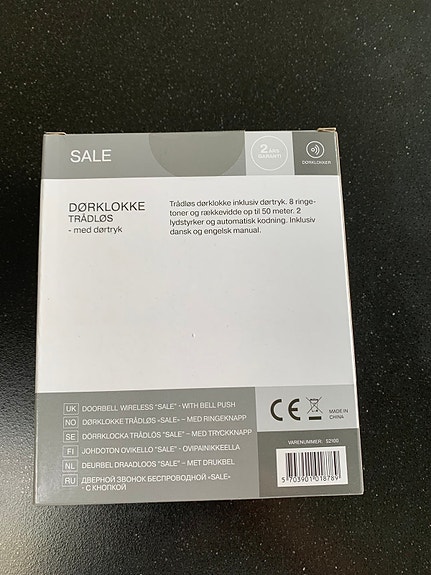 SALE
2 ÅRS
GARANTI
DØRKLOKKER
DØRKLOKKE
TRÅDLØS
- med dørtryk
Trådløs dørklokke inklusiv dørtryk. 8 ringe-
toner og rækkevidde op til 50 meter. 2
lydstyrker og automatisk kodning. Inklusiv
dansk og engelsk manual.
UK DOORBELL WIRELESS "SALE" - WITH BELL PUSH
NO DØRKLOKKE TRÅDLØS «SALE» – MED RINGEKNAPP
SE DÖRRKLOCKA TRÅDLÖS "SALE" – MED TRYCKKNAPP
FI JOHDOTON OVIKELLO "SALE" - OVIPAINIKKEELLA
NL DEURBEL DRAADLOOS "SALE" – MET DRUKBEL
RU ДВЕРНОЙ ЗВОНОК БЕСПРОВОДНОЙ «SALE»
- С КНОПКОЙ
CE
MADE IN
CHINA
VARENUMMER: 52100
5 703901 018789